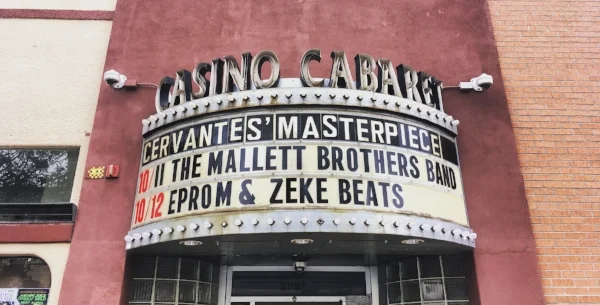 CASINO CABARET
CERVANTES' MASTERPIECE
10/11 THE MALLETT BROTHERS BAND
10/12 EPROM & ZEKE BEATS